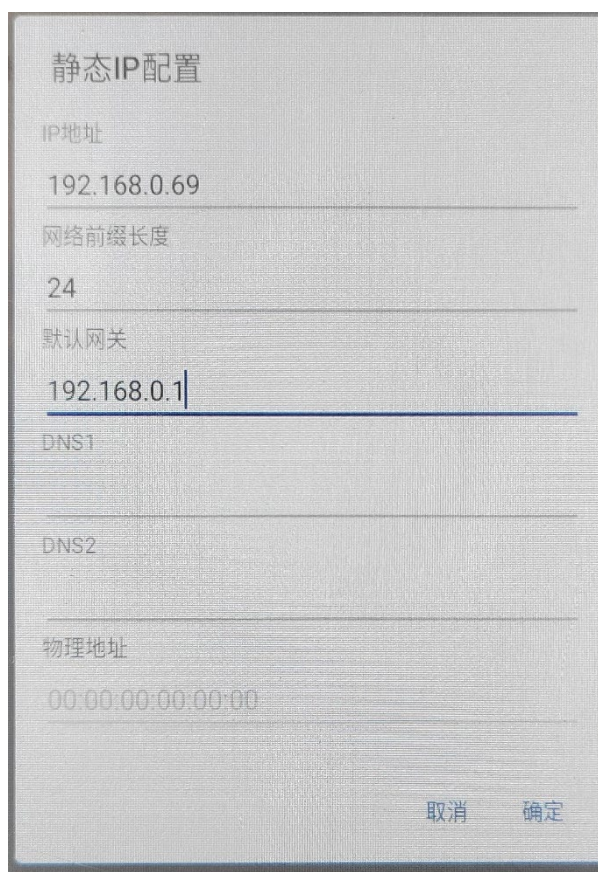 静态IP配置
IP地址
192.168.0.69
网络前缀长度
24
默认网关
192.168.0.1
DNS1
DNS2
物理地址
00:00:00:00:00:00
取消 确定